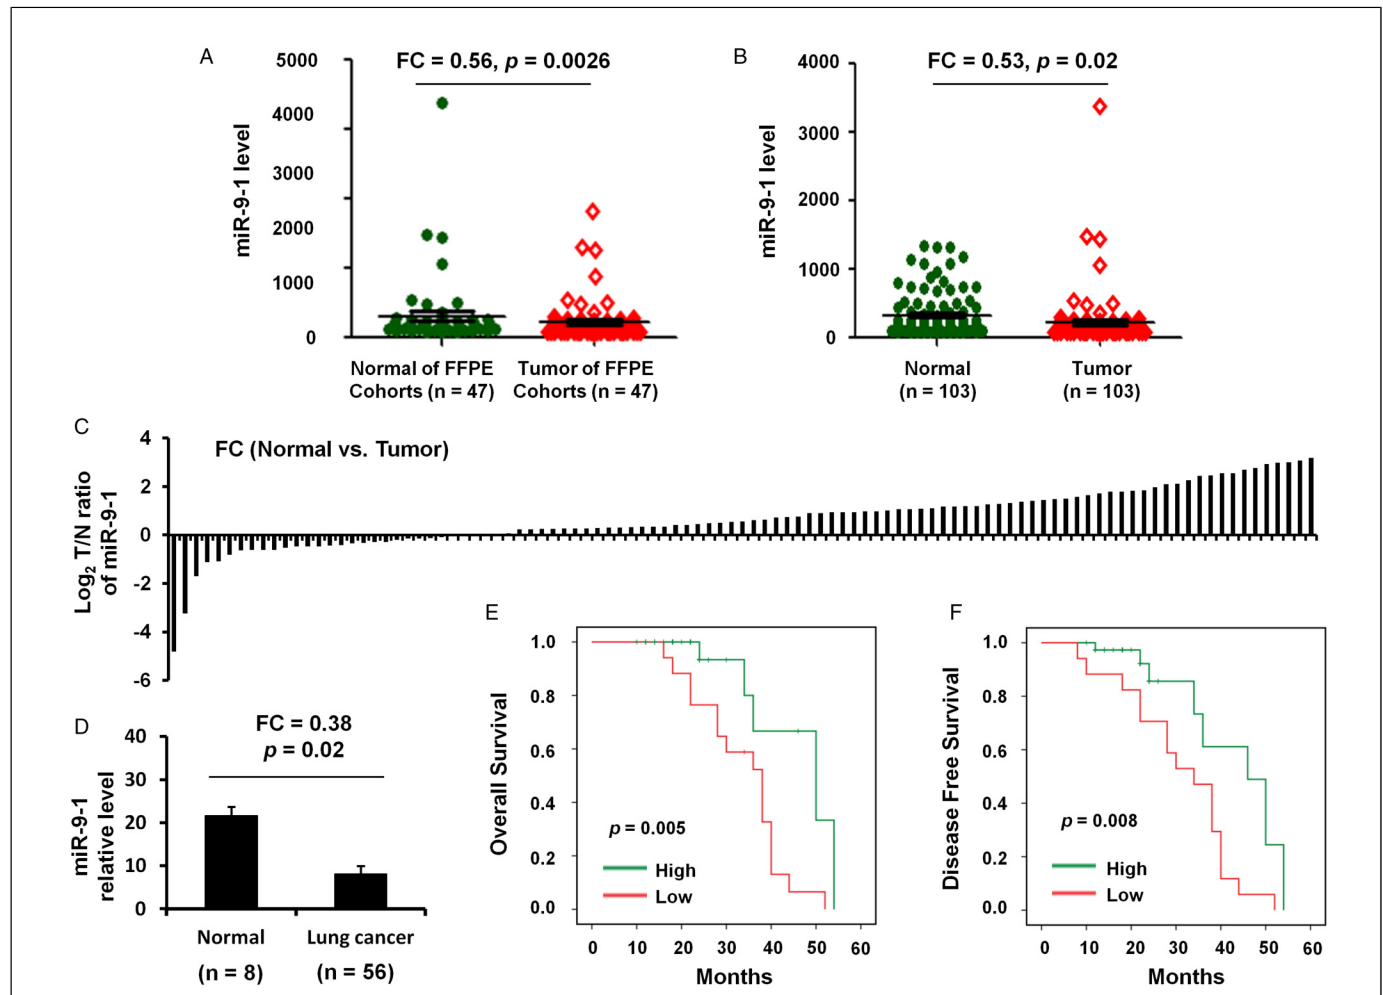 A
FC = 0.56, p = 0.0026
5000
4000
3000
2000
1000
0
miR-9-1 level
Normal of FFPE
Cohorts (n = 47)
Tumor of FFPE
Cohorts (n = 47)
B
FC = 0.53, p = 0.02
4000
3000
2000
1000
0
miR-9-1 level
Normal
(n = 103)
Tumor
(n = 103)
C
FC (Normal vs. Tumor)
4
2
0
-2
-4
-6
Log2 T/N ratio
of miR-9-1
D
FC = 0.38
p = 0.02
40
30
20
10
0
miR-9-1
relative level
Normal
(n = 8)
Lung cancer
(n = 56)
E
1.0
0.8
0.6
0.4
0.2
0.0
Overall Survival
p = 0.005
High
Low
0 10 20 30 40 50 60
Months
F
1.0
0.8
0.6
0.4
0.2
0.0
Disease Free Survival
p = 0.008
High
Low
0 10 20 30 40 50 60
Months